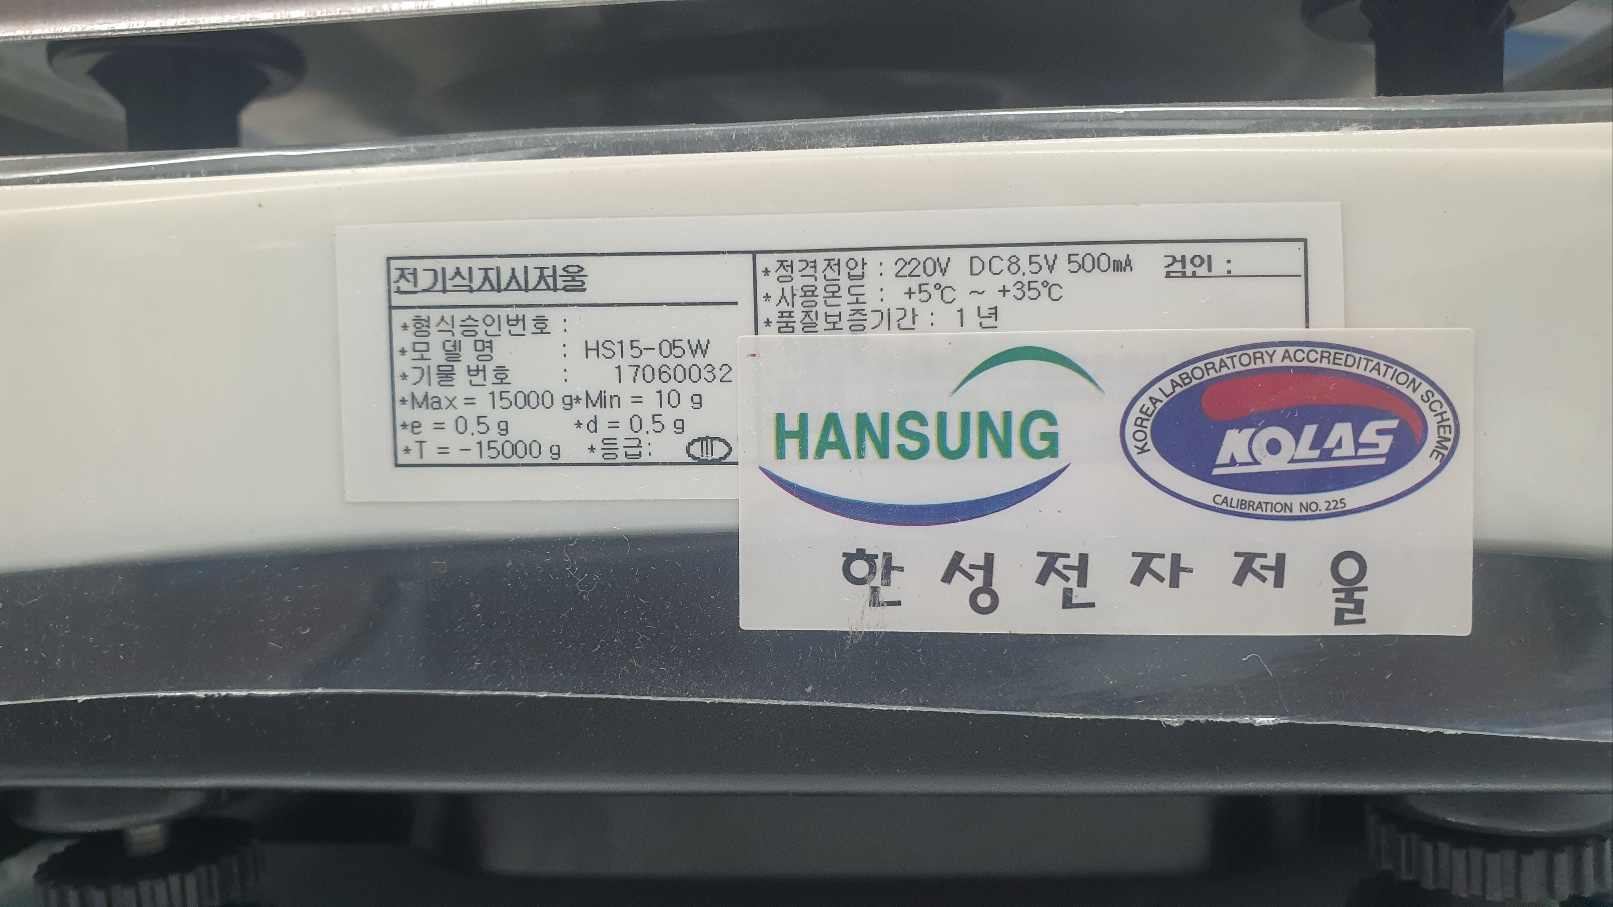 전기식지시저울
*형식승인번호 :
*모 델 명 : HS15-05W
*기물 번호 : 17060032
*Max = 15000 g*Min = 10 g
*e = 0.5 g *d = 0.5 g
*T = -15000 g *등급: III
*정격전압 : 220V DC8.5V 500mA 검인 :
*사용온도 : +5℃ ~ +35℃
*품질보증기간 : 1 년
HANSUNG
KOREA LABORATORY ACCREDITATION SCHEME
KOLAS
CALIBRATION NO. 225
한성전자저울